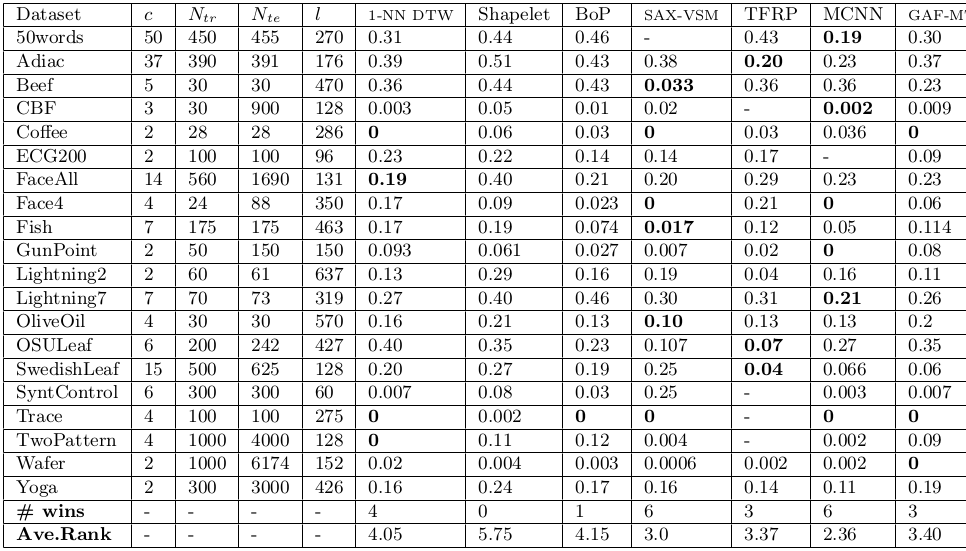 Dataset c N_tr N_te l 1-NN DTW Shapelet BoP SAX-VSM TFRP MCNN
50words 50 450 455 270 0.31 0.44 0.46 - 0.43 0.19 0.30
Adiac 37 390 391 176 0.39 0.51 0.43 0.38 0.20 0.23 0.37
Beef 5 30 30 470 0.36 0.44 0.43 0.033 0.36 0.36 0.23
CBF 3 30 900 128 0.003 0.05 0.01 0.02 - 0.002 0.009
Coffee 2 28 28 286 0 0.06 0.03 0 0.03 0.036 0
ECG200 2 100 100 96 0.23 0.22 0.14 0.14 0.17 - 0.09
FaceAll 14 560 1690 131 0.19 0.40 0.21 0.20 0.29 0.23 0.23
Face4 4 24 88 350 0.17 0.09 0.023 0 0.21 0 0.06
Fish 7 175 175 463 0.17 0.19 0.074 0.017 0.12 0.05 0.114
GunPoint 2 50 150 150 0.093 0.061 0.027 0.007 0.02 0 0.08
Lightning2 2 60 61 637 0.13 0.29 0.16 0.19 0.04 0.16 0.11
Lightning7 7 70 73 319 0.27 0.40 0.46 0.30 0.31 0.21 0.26
OliveOil 4 30 30 570 0.16 0.21 0.13 0.10 0.13 0.13 0.2
OSULeaf 6 200 242 427 0.40 0.35 0.23 0.107 0.07 0.27 0.35
SwedishLeaf 15 500 625 128 0.20 0.27 0.19 0.25 0.04 0.066 0.06
SyntControl 6 300 300 60 0.007 0.08 0.03 0.25 - 0.003 0.007
Trace 4 100 100 275 0 0.002 0 0 - 0 0
TwoPattern 4 1000 4000 128 0 0.11 0.12 0.004 - 0.002 0.09
Wafer 2 1000 6174 152 0.02 0.004 0.003 0.0006 0.002 0.002 0
Yoga 2 300 3000 426 0.16 0.24 0.17 0.16 0.14 0.11 0.19
# wins - - - - 4 0 1 6 3 6 3
Ave.Rank - - - - 4.05 5.75 4.15 3.0 3.37 2.36 3.40